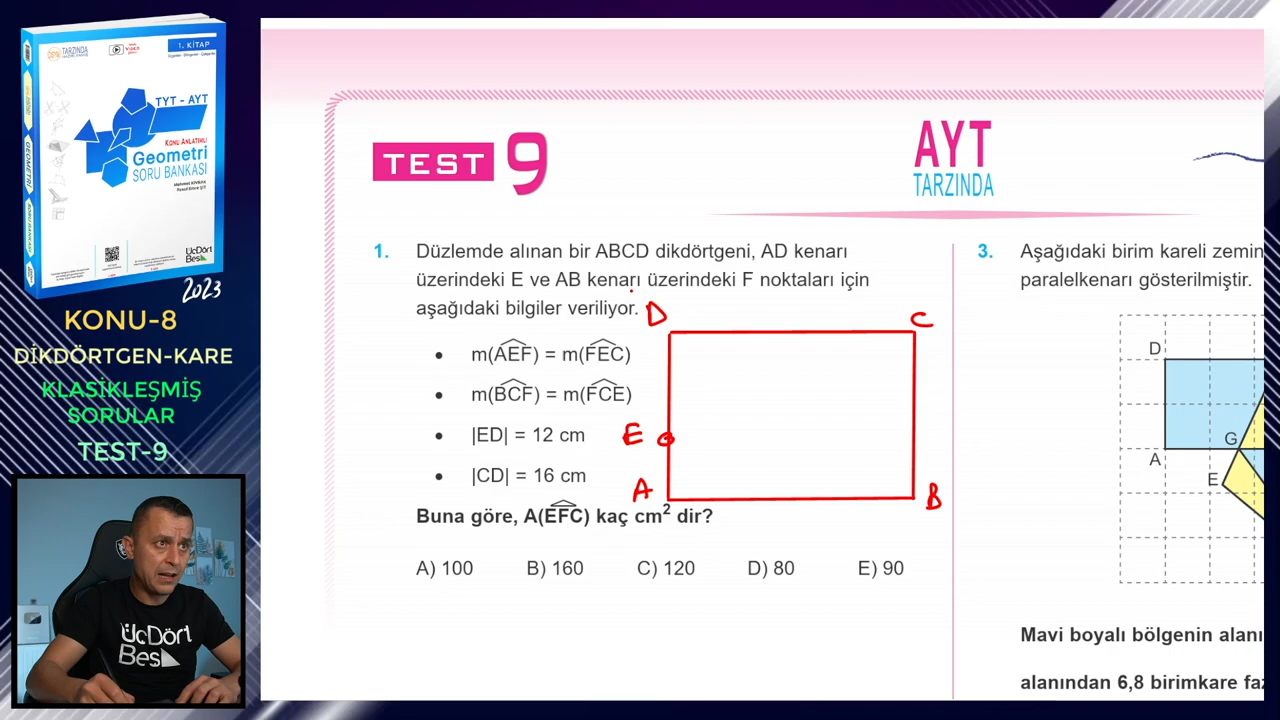 TARZINDA
1. KİTAP
TYT - AYT
KONU ANLATIMLI
Geometri
SORU BANKASI
GEOMETRİ
ÜçDört
Beş
2023
KONU-8
DİKDÖRTGEN-KARE
KLASİKLEŞMİŞ
SORULAR
TEST-9
ÜçDört
Beş
TEST 9
AYT
TARZINDA
1. Düzlemde alınan bir ABCD dikdörtgeni, AD kenarı
üzerindeki E ve AB kenarı üzerindeki F noktaları için
aşağıdaki bilgiler veriliyor.
• m(AEF) = m(FEC)
• m(BCF) = m(FCE)
• |ED| = 12 cm
• |CD| = 16 cm
D
C
E
A
B
Buna göre, A(EFC) kaç cm² dir?
A) 100 B) 160 C) 120 D) 80 E) 90
3. Aşağıdaki birim kareli zemin
paralelkenarı gösterilmiştir.
D
G
A
E
Mavi boyalı bölgenin alanı
alanından 6,8 birimkare faz